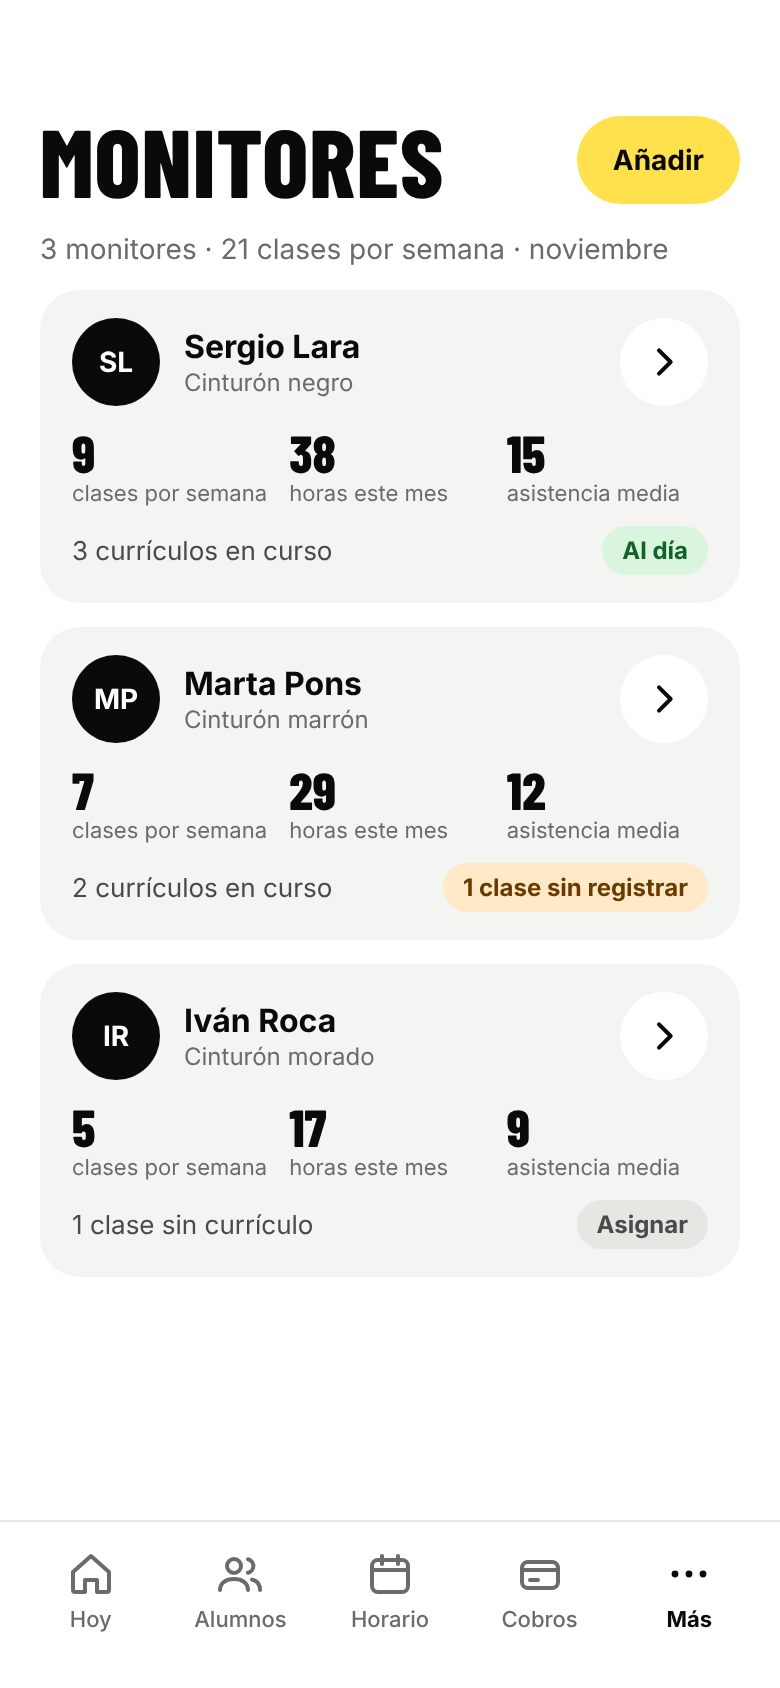 MONITORES
Añadir
3 monitores · 21 clases por semana · noviembre
SL
Sergio Lara
Cinturón negro
9 38 15
clases por semana horas este mes asistencia media
3 currículos en curso Al día
MP
Marta Pons
Cinturón marrón
7 29 12
clases por semana horas este mes asistencia media
2 currículos en curso 1 clase sin registrar
IR
Iván Roca
Cinturón morado
5 17 9
clases por semana horas este mes asistencia media
1 clase sin currículo Asignar
Hoy Alumnos Horario Cobros Más